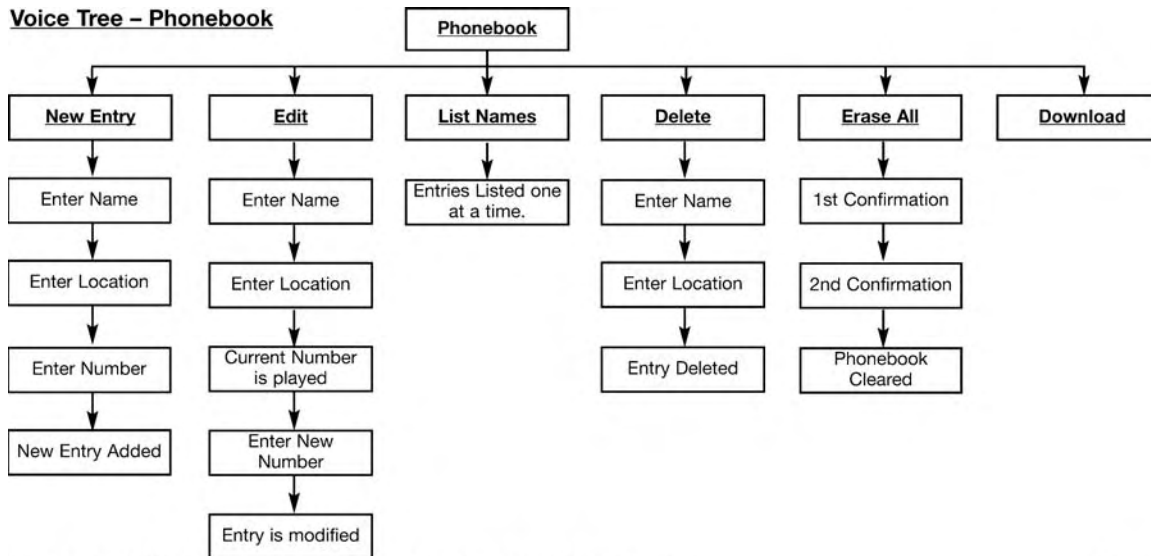 Voice Tree – Phonebook
Phonebook
New Entry
Edit
List Names
Delete
Erase All
Download
Enter Name
Enter Name
Entries Listed one
at a time.
Enter Name
1st Confirmation
Enter Location
Enter Location
Enter Location
2nd Confirmation
Enter Number
Current Number
is played
Entry Deleted
Phonebook
Cleared
New Entry Added
Enter New
Number
Entry is modified